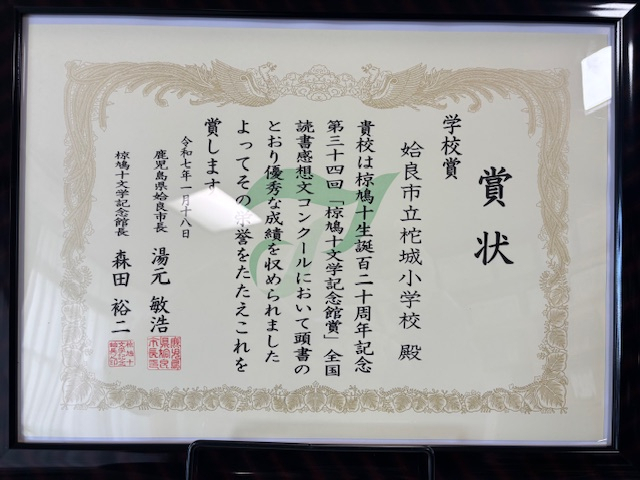 賞状
学校賞
姶良市立柁城小学校 殿
貴校は椋鳩十生誕百二十周年記念
第三十四回「椋鳩十文学記念館賞」全国
読書感想文コンクールにおいて頭書の
とおり優秀な成績を収められました
よってその栄誉をたたえこれを
賞します
令和七年一月十八日
鹿児島県姶良市長 湯元敏浩
椋鳩十文学記念館長 森田裕二